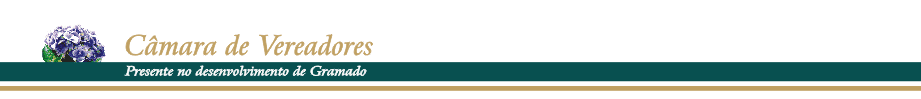 Câmara de Vereadores
Presente no desenvolvimento de Gramado